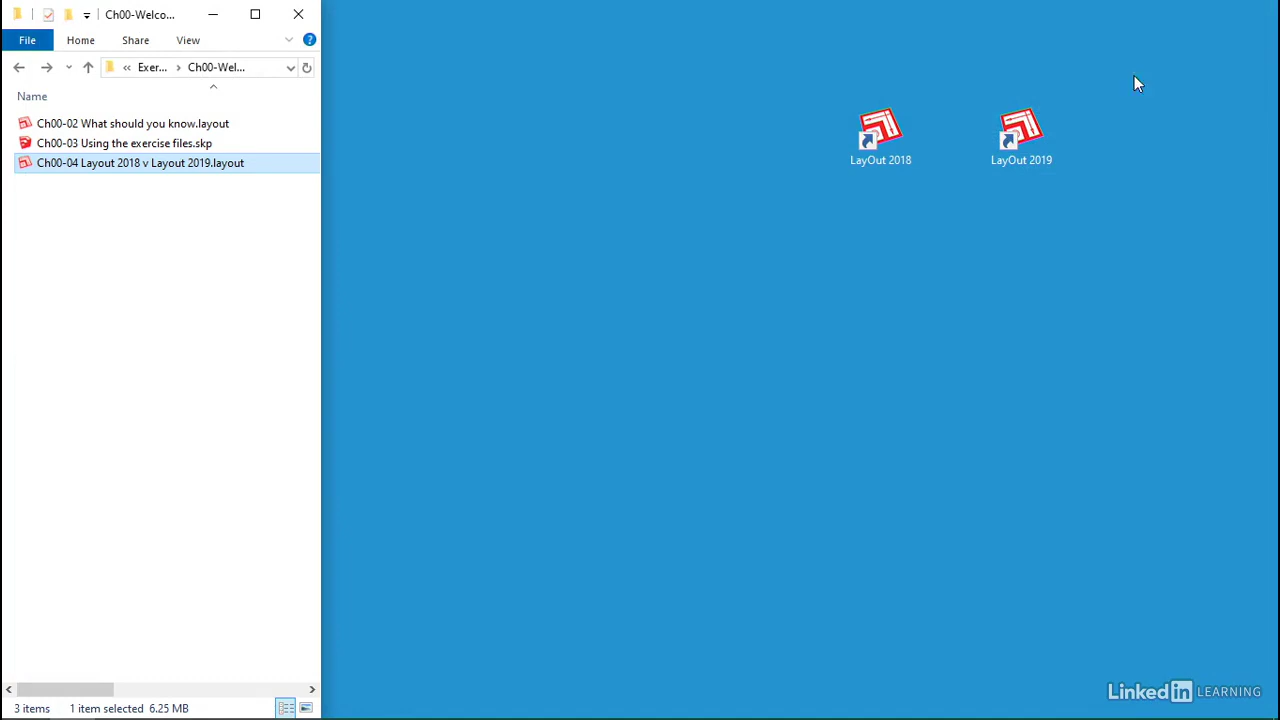 Ch00-Welco...
File Home Share View
Exer... Ch00-Wel...
Name
Ch00-02 What should you know.layout
Ch00-03 Using the exercise files.skp
Ch00-04 Layout 2018 v Layout 2019.layout
LayOut 2018
LayOut 2019
3 items 1 item selected 6.25 MB
LinkedIn LEARNING